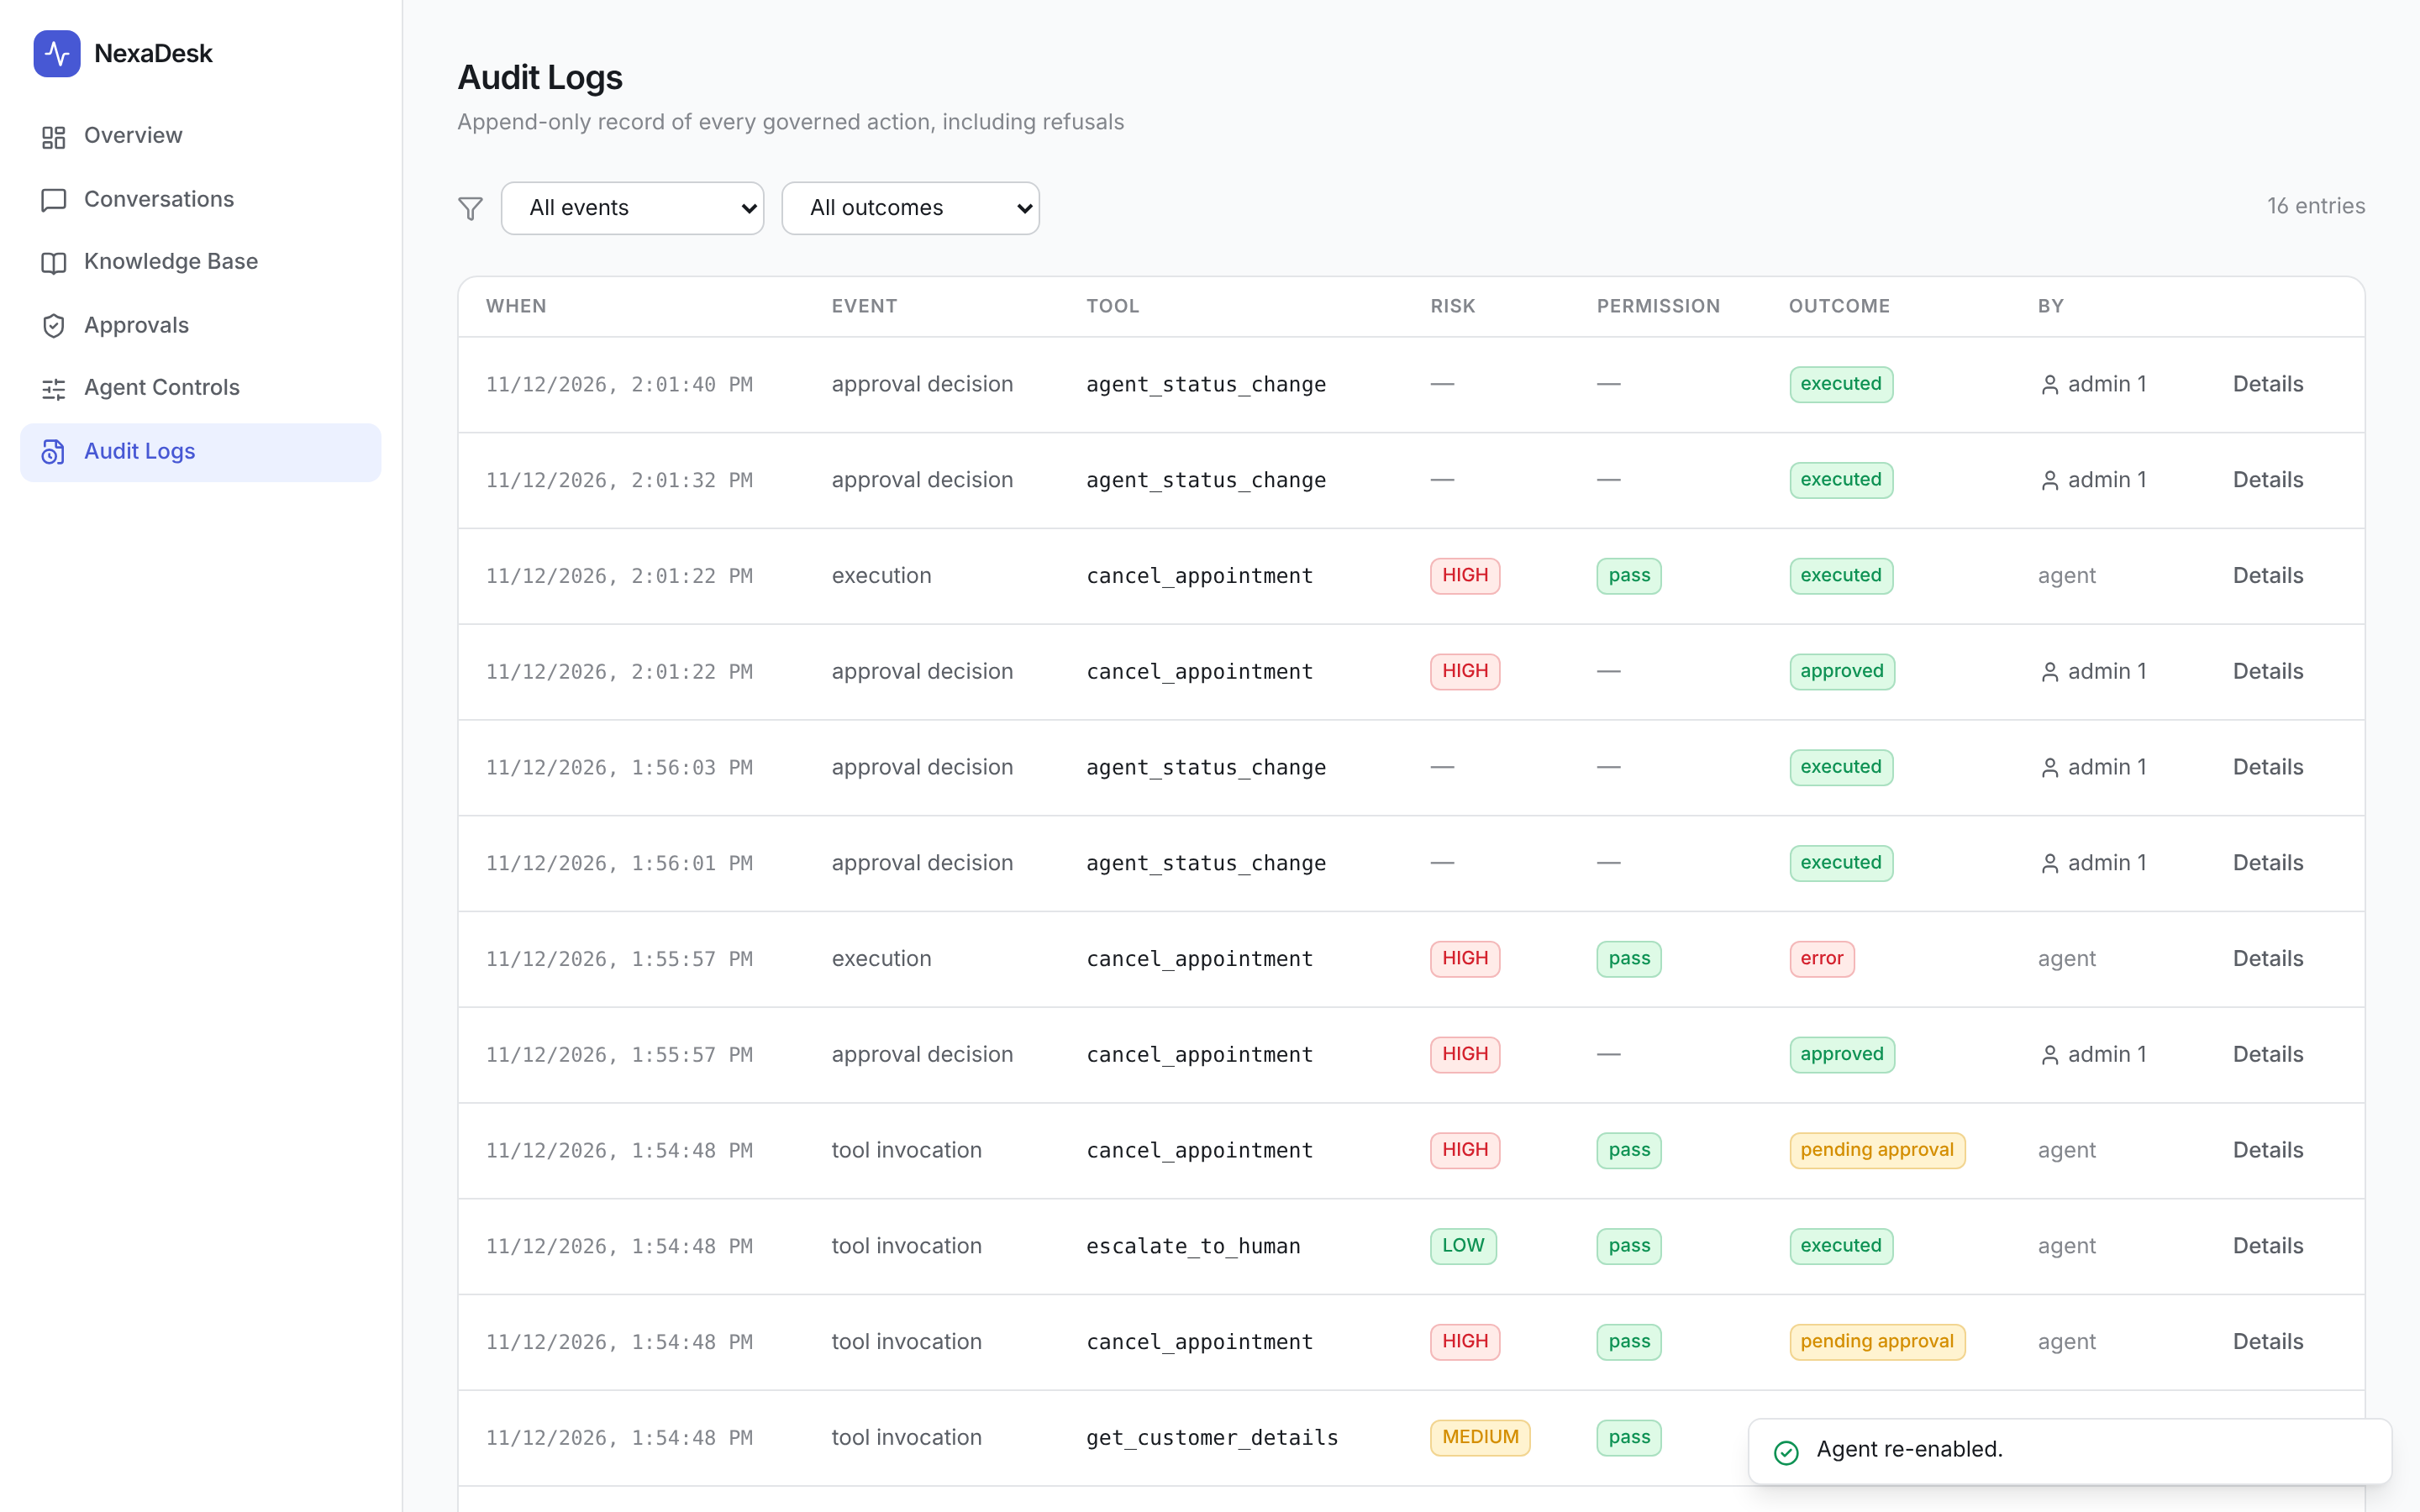 NexaDesk
Overview
Conversations
Knowledge Base
Approvals
Agent Controls
Audit Logs
Audit Logs
Append-only record of every governed action, including refusals
All events All outcomes 16 entries
WHEN EVENT TOOL RISK PERMISSION OUTCOME BY
11/12/2026, 2:01:40 PM approval decision agent_status_change — — executed admin 1 Details
11/12/2026, 2:01:32 PM approval decision agent_status_change — — executed admin 1 Details
11/12/2026, 2:01:22 PM execution cancel_appointment HIGH pass executed agent Details
11/12/2026, 2:01:22 PM approval decision cancel_appointment HIGH — approved admin 1 Details
11/12/2026, 1:56:03 PM approval decision agent_status_change — — executed admin 1 Details
11/12/2026, 1:56:01 PM approval decision agent_status_change — — executed admin 1 Details
11/12/2026, 1:55:57 PM execution cancel_appointment HIGH pass error agent Details
11/12/2026, 1:55:57 PM approval decision cancel_appointment HIGH — approved admin 1 Details
11/12/2026, 1:54:48 PM tool invocation cancel_appointment HIGH pass pending approval agent Details
11/12/2026, 1:54:48 PM tool invocation escalate_to_human LOW pass executed agent Details
11/12/2026, 1:54:48 PM tool invocation cancel_appointment HIGH pass pending approval agent Details
11/12/2026, 1:54:48 PM tool invocation get_customer_details MEDIUM pass
Agent re-enabled.